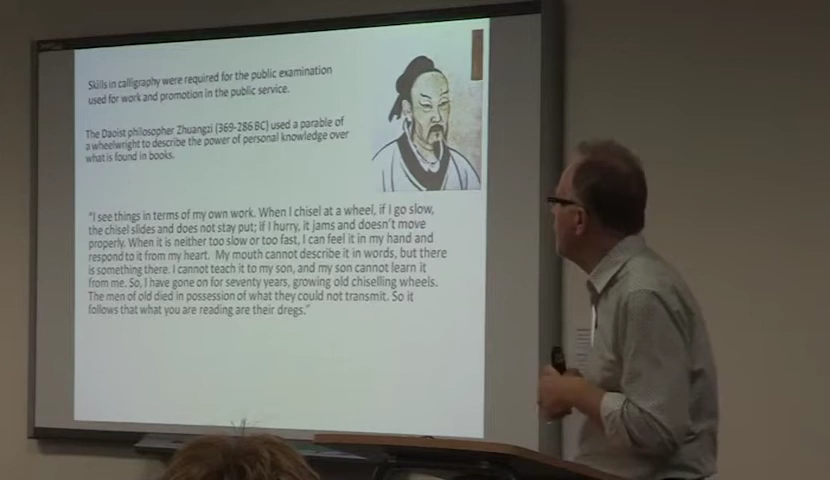 Skills in calligraphy were required for the public examination
used for work and promotion in the public service.
The Daoist philosopher Zhuangzi (369-286 BC) used a parable of
a wheelwright to describe the power of personal knowledge over
what is found in books.
"I see things in terms of my own work. When I chisel at a wheel, if I go slow,
the chisel slides and does not stay put; if I hurry, it jams and doesn't move
properly. When it is neither too slow or too fast, I can feel it in my hand and
respond to it from my heart. My mouth cannot describe it in words, but there
is something there. I cannot teach it to my son, and my son cannot learn it
from me. So, I have gone on for seventy years, growing old chiselling wheels.
The men of old died in possession of what they could not transmit. So it
follows that what you are reading are their dregs."